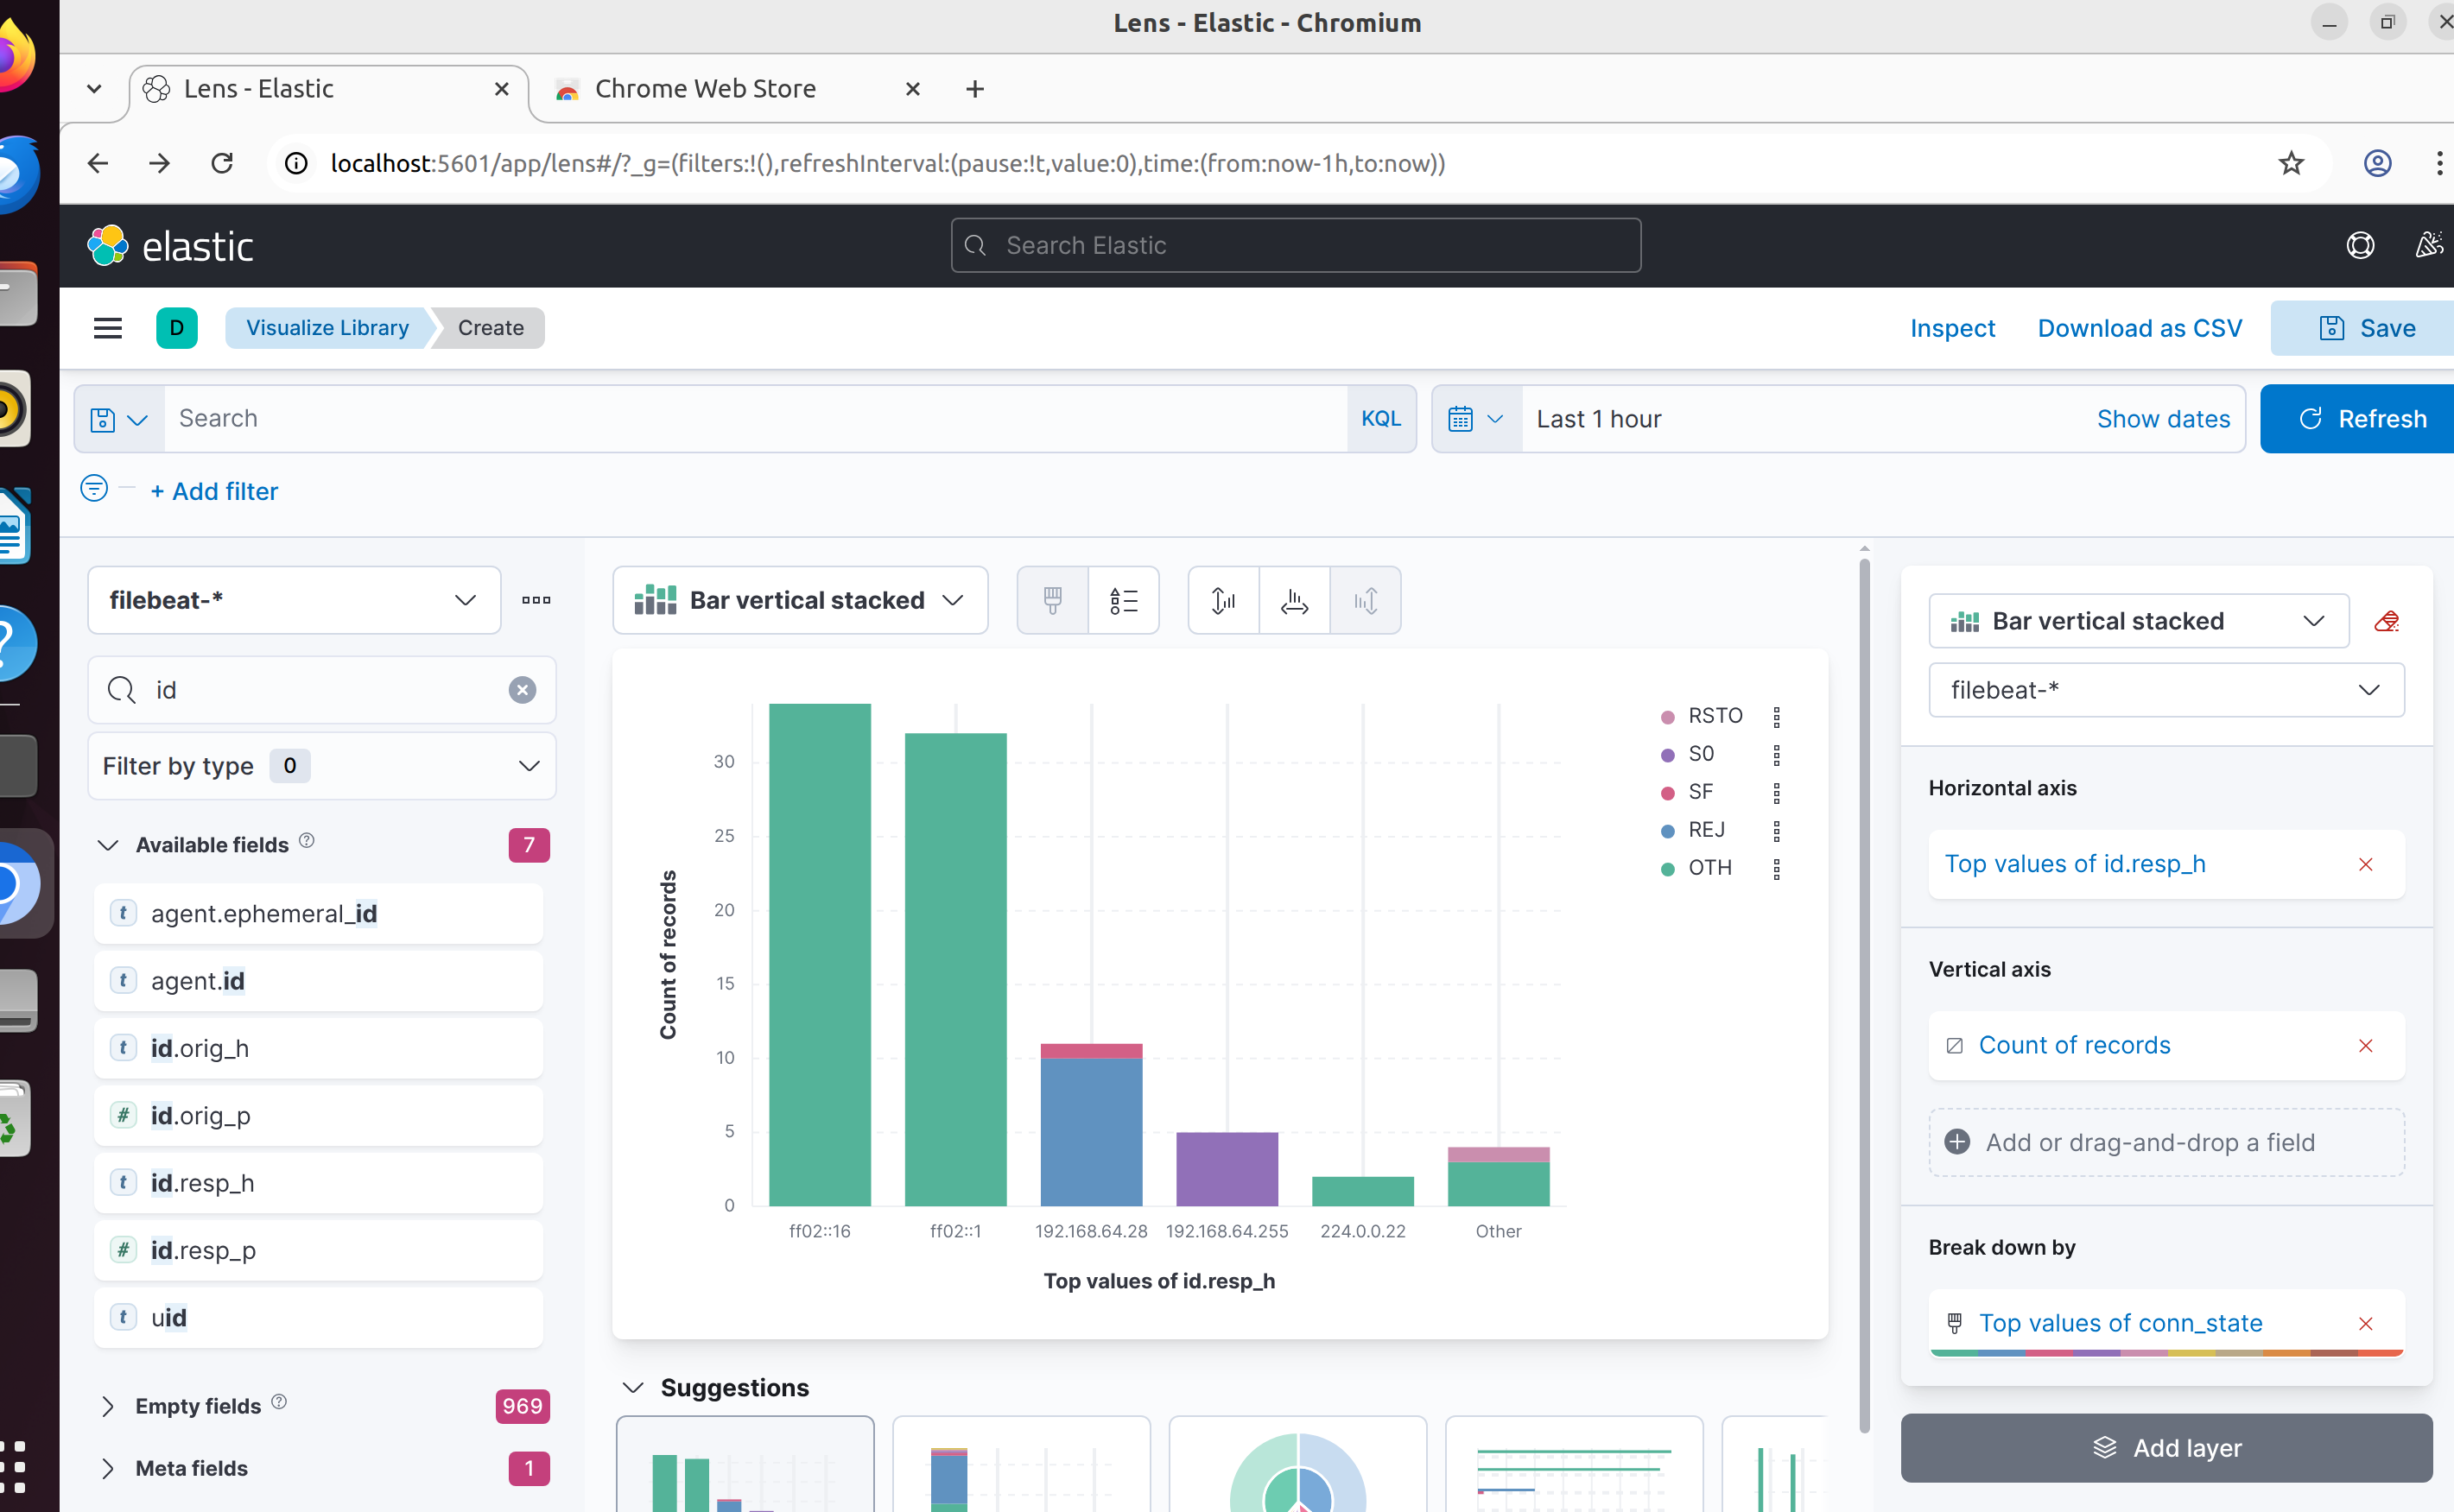 Lens - Elastic - Chromium
Lens - Elastic
Chrome Web Store
localhost:5601/app/lens#/?_g=(filters:!(),refreshInterval:(pause:!t,value:0),time:(from:now-1h,to:now))
elastic
Search Elastic
D
Visualize Library
Create
Inspect
Download as CSV
Save
Search
KQL
Last 1 hour
Show dates
Refresh
+ Add filter
filebeat-*
id
Filter by type 0
Available fields
7
t agent.ephemeral_id
t agent.id
t id.orig_h
# id.orig_p
t id.resp_h
# id.resp_p
t uid
Empty fields
969
Meta fields
1
Bar vertical stacked
Count of records
30
25
20
15
10
5
0
ff02::16
ff02::1
192.168.64.28
192.168.64.255
224.0.0.22
Other
Top values of id.resp_h
RSTO
S0
SF
REJ
OTH
Suggestions
Bar vertical stacked
filebeat-*
Horizontal axis
Top values of id.resp_h
Vertical axis
Count of records
Add or drag-and-drop a field
Break down by
Top values of conn_state
Add layer